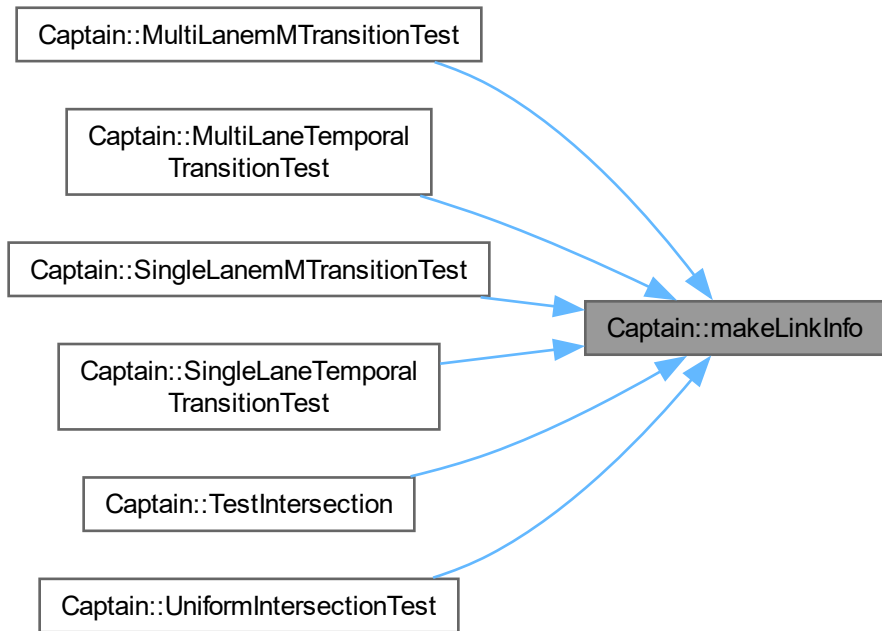 Captain::MultiLanemMTransitionTest
Captain::MultiLaneTemporal
TransitionTest
Captain::SingleLanemMTransitionTest
Captain::makeLinkInfo
Captain::SingleLaneTemporal
TransitionTest
Captain::TestIntersection
Captain::UniformIntersectionTest